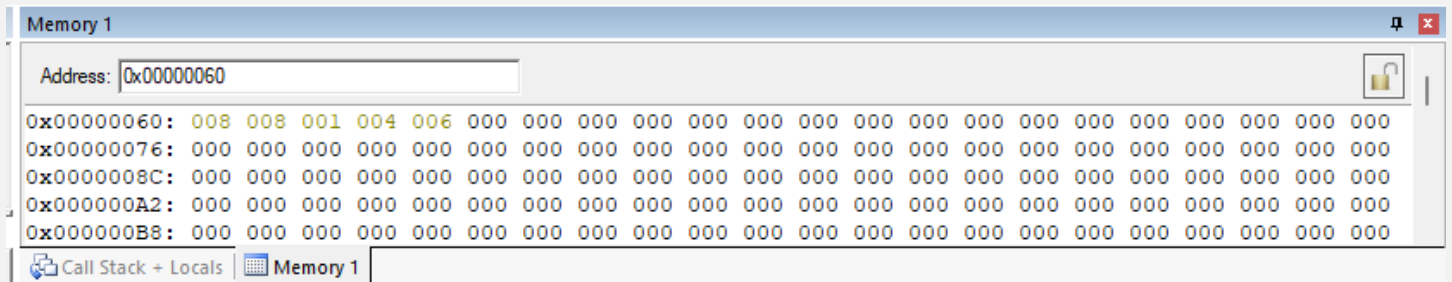 Memory 1
Address: 0x00000060
0x00000060: 008 008 001 004 006 000 000 000 000 000 000 000 000 000 000 000 000 000 000 000 000 000
0x00000076: 000 000 000 000 000 000 000 000 000 000 000 000 000 000 000 000 000 000 000 000 000 000
0x0000008C: 000 000 000 000 000 000 000 000 000 000 000 000 000 000 000 000 000 000 000 000 000 000
0x000000A2: 000 000 000 000 000 000 000 000 000 000 000 000 000 000 000 000 000 000 000 000 000 000
0x000000B8: 000 000 000 000 000 000 000 000 000 000 000 000 000 000 000 000 000 000 000 000 000 000
Call Stack + Locals Memory 1